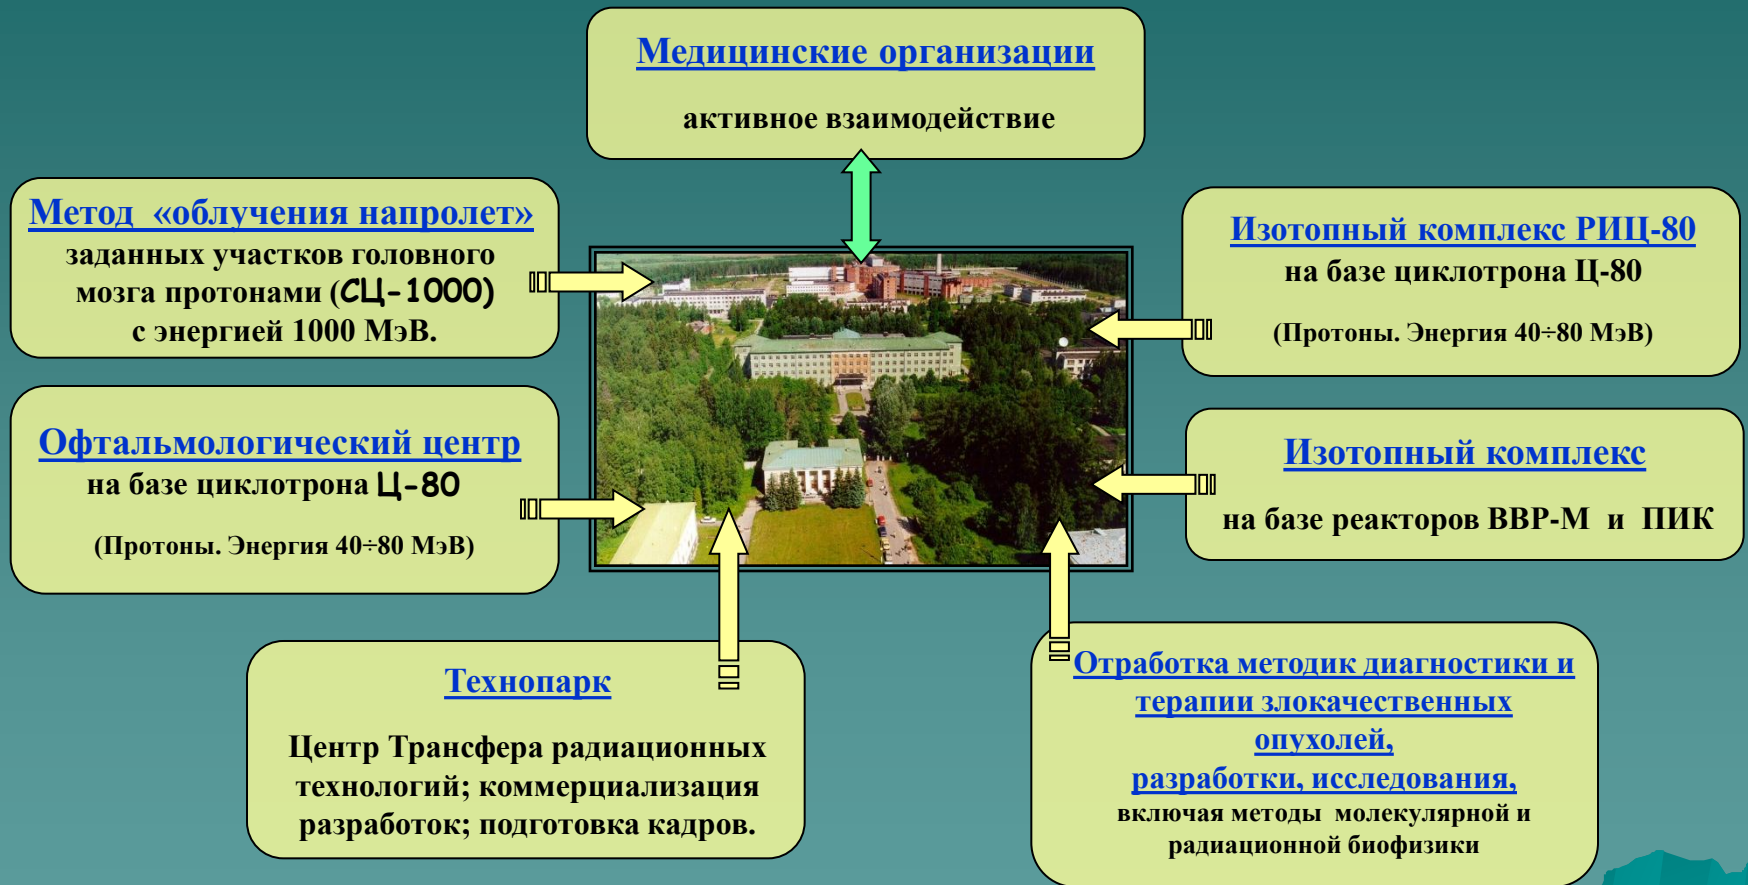 Медицинские организации
активное взаимодействие
Метод «облучения напролет»
заданных участков головного
мозга протонами (СЦ-1000)
с энергией 1000 МэВ.
Изотопный комплекс РИЦ-80
на базе циклотрона Ц-80
(Протоны. Энергия 40÷80 МэВ)
Офтальмологический центр
на базе циклотрона Ц-80
(Протоны. Энергия 40÷80 МэВ)
Изотопный комплекс
на базе реакторов ВВР-М и ПИК
Технопарк
Центр Трансфера радиационных
технологий; коммерциализация
разработок; подготовка кадров.
Отработка методик диагностики и
терапии злокачественных
опухолей,
разработки, исследования,
включая методы молекулярной и
радиационной биофизики